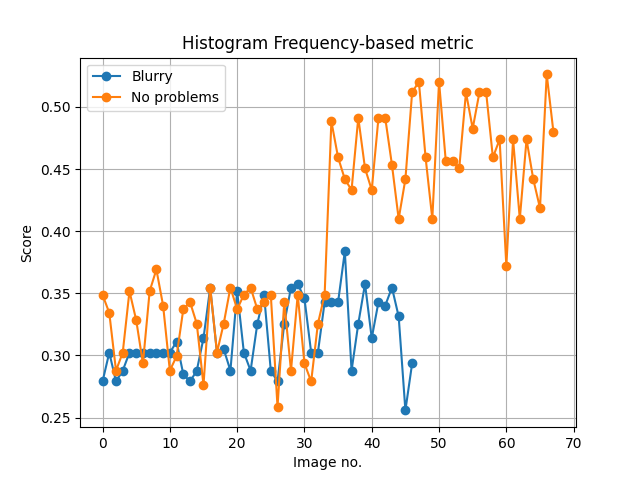 Histogram Frequency-based metric
Blurry
No problems
0.50
0.45
0.40
0.35
0.30
0.25
Score
0 10 20 30 40 50 60 70
Image no.